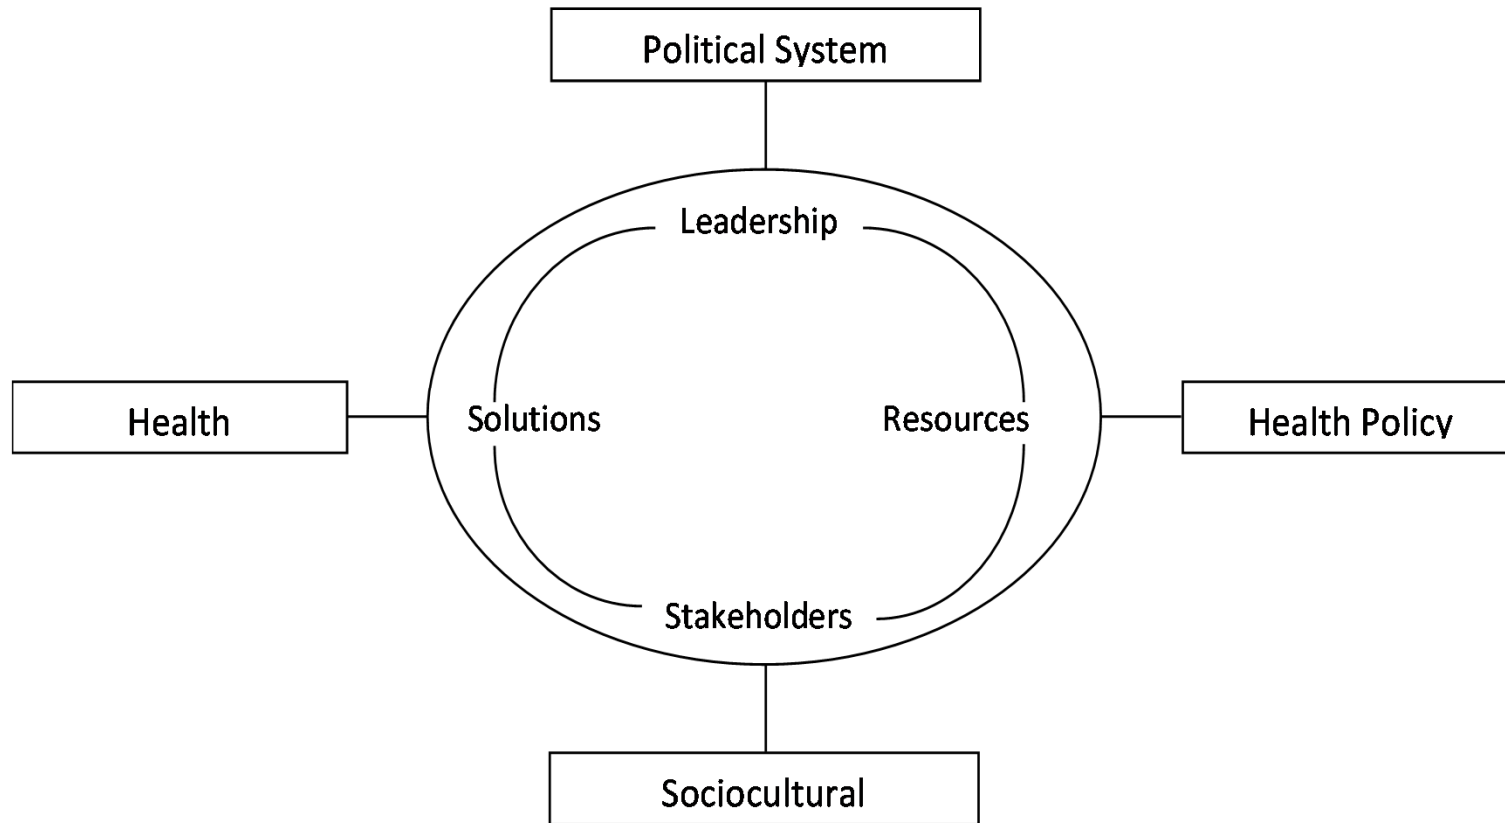 Political System
Leadership
Health
Solutions
Resources
Health Policy
Stakeholders
Sociocultural